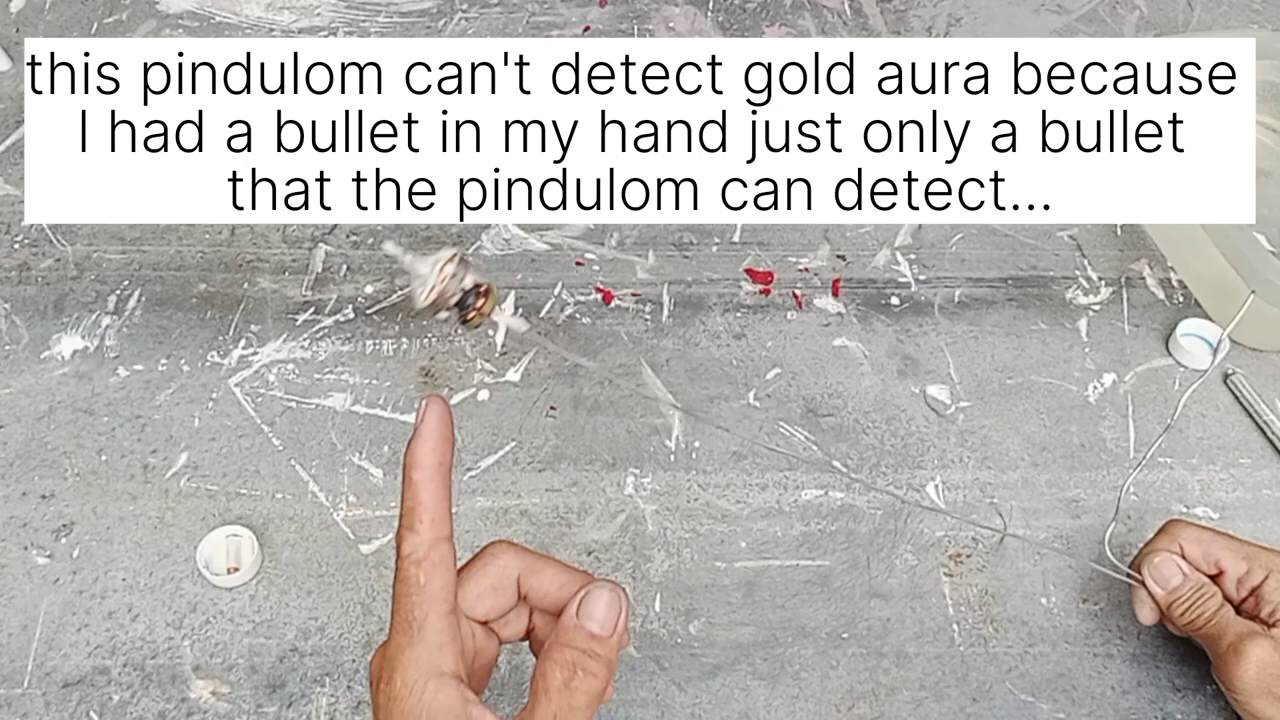 this pindulom can't detect gold aura because
I had a bullet in my hand just only a bullet
that the pindulom can detect...